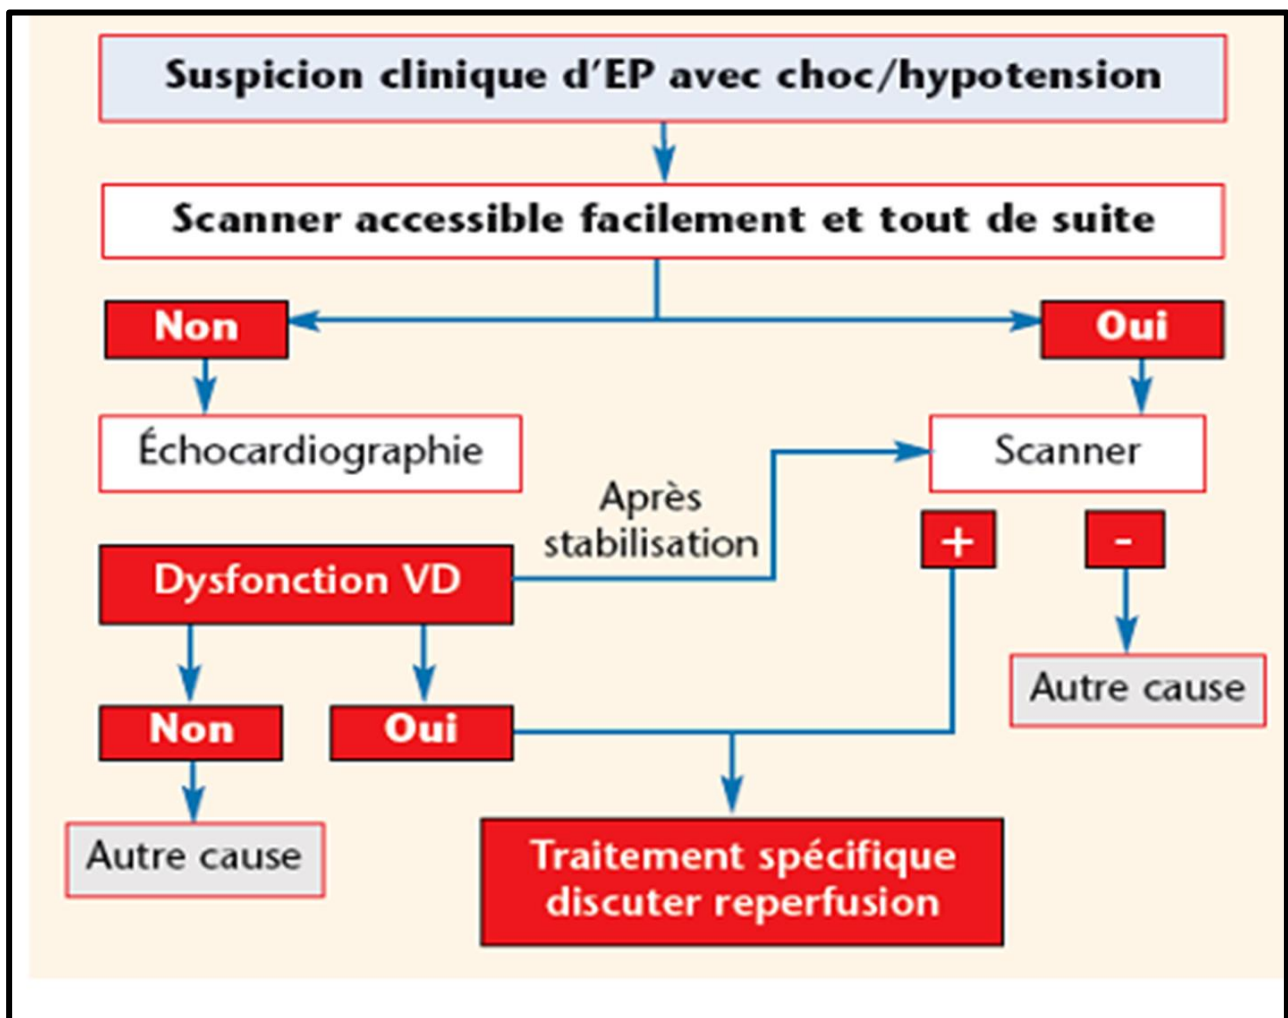 Suspicion clinique d’EP avec choc/hypotension
Scanner accessible facilement et tout de suite
Non
Oui
Échocardiographie
Scanner
Après
stabilisation
+
-
Dysfonction VD
Autre cause
Non
Oui
Autre cause
Traitement spécifique
discuter reperfusion